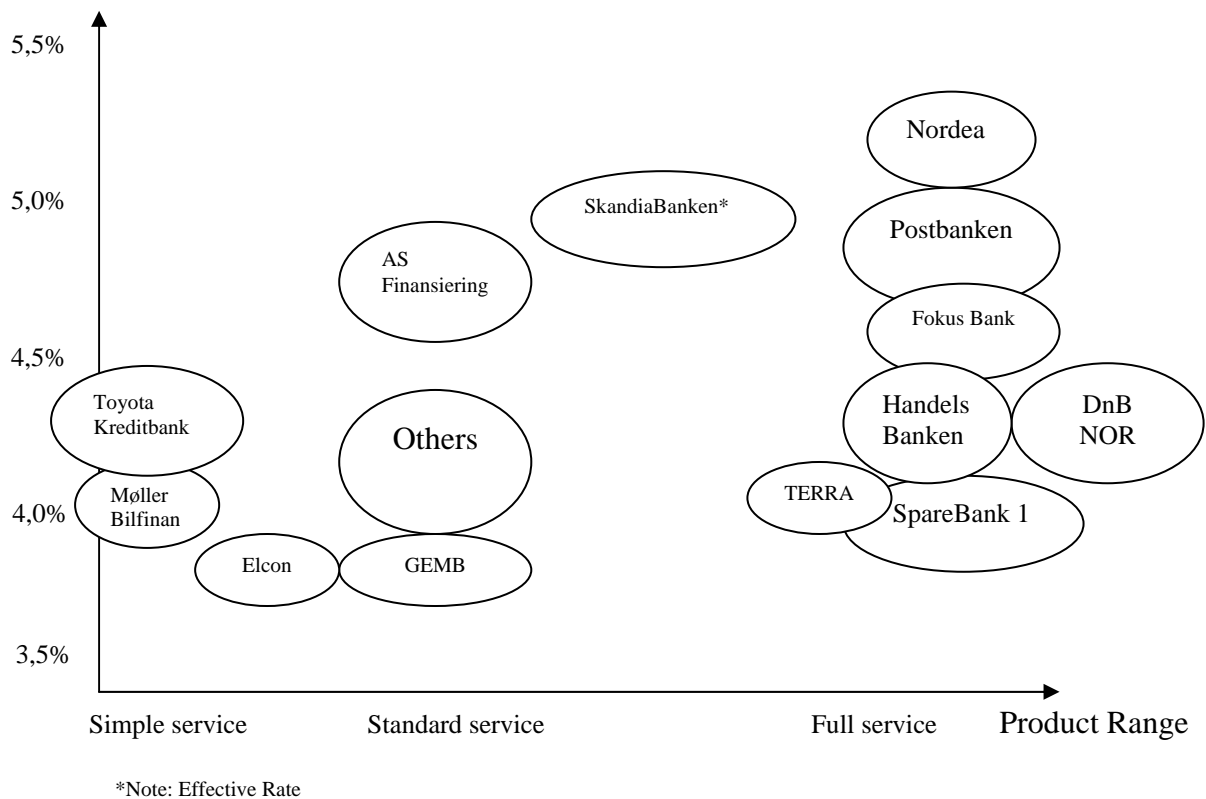 5,5%
Nordea
5,0%
SkandiaBanken*
Postbanken
AS
Finansiering
Fokus Bank
4,5%
Toyota
Kreditbank
Others
Handels
Banken
DnB
NOR
Møller
Bilfinan
TERRA
4,0%
SpareBank 1
Elcon
GEMB
3,5%
Simple service
Standard service
Full service
Product Range
*Note: Effective Rate